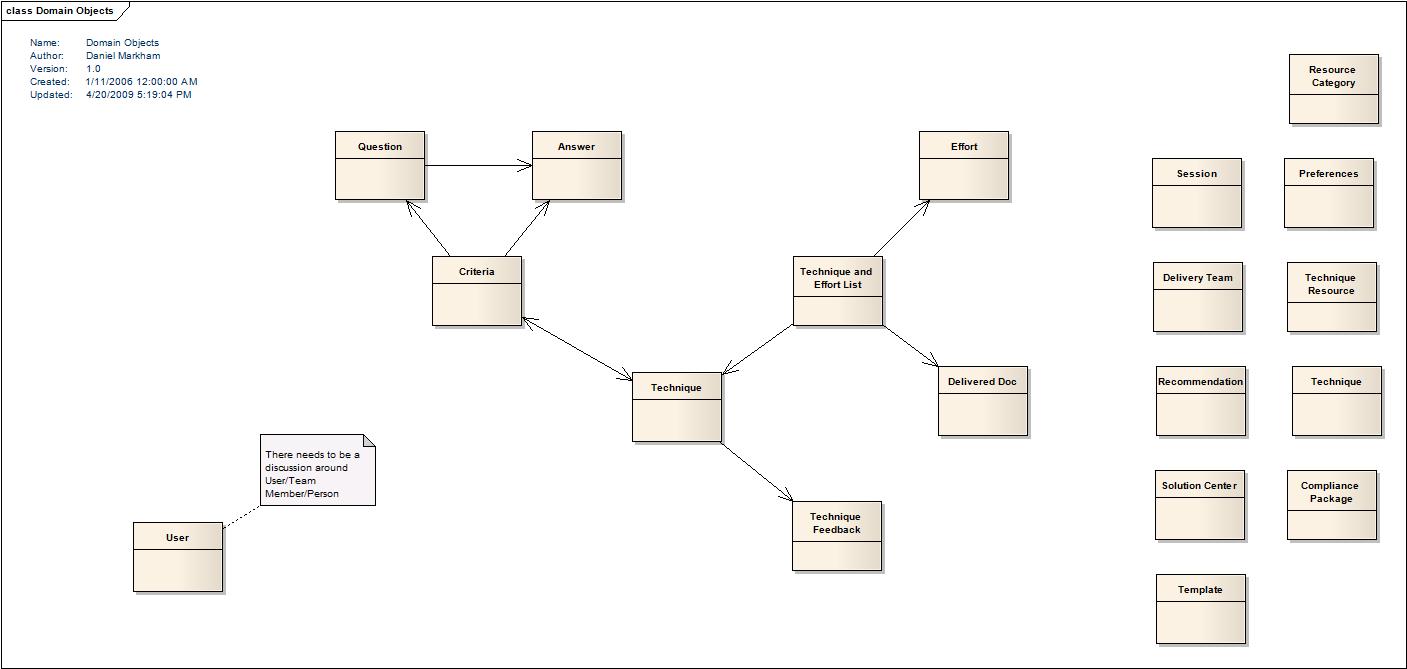 class Domain Objects
Name: Domain Objects
Author: Daniel Markham
Version: 1.0
Created: 1/11/2006 12:00:00 AM
Updated: 4/20/2009 5:19:04 PM
Resource
Category
Question
Answer
Effort
Session
Preferences
Criteria
Technique and
Effort List
Delivery Team
Technique
Resource
Technique
Delivered Doc
Recommendation
Technique
There needs to be a
discussion around
User/Team
Member/Person
Solution Center
Compliance
Package
Technique
Feedback
User
Template